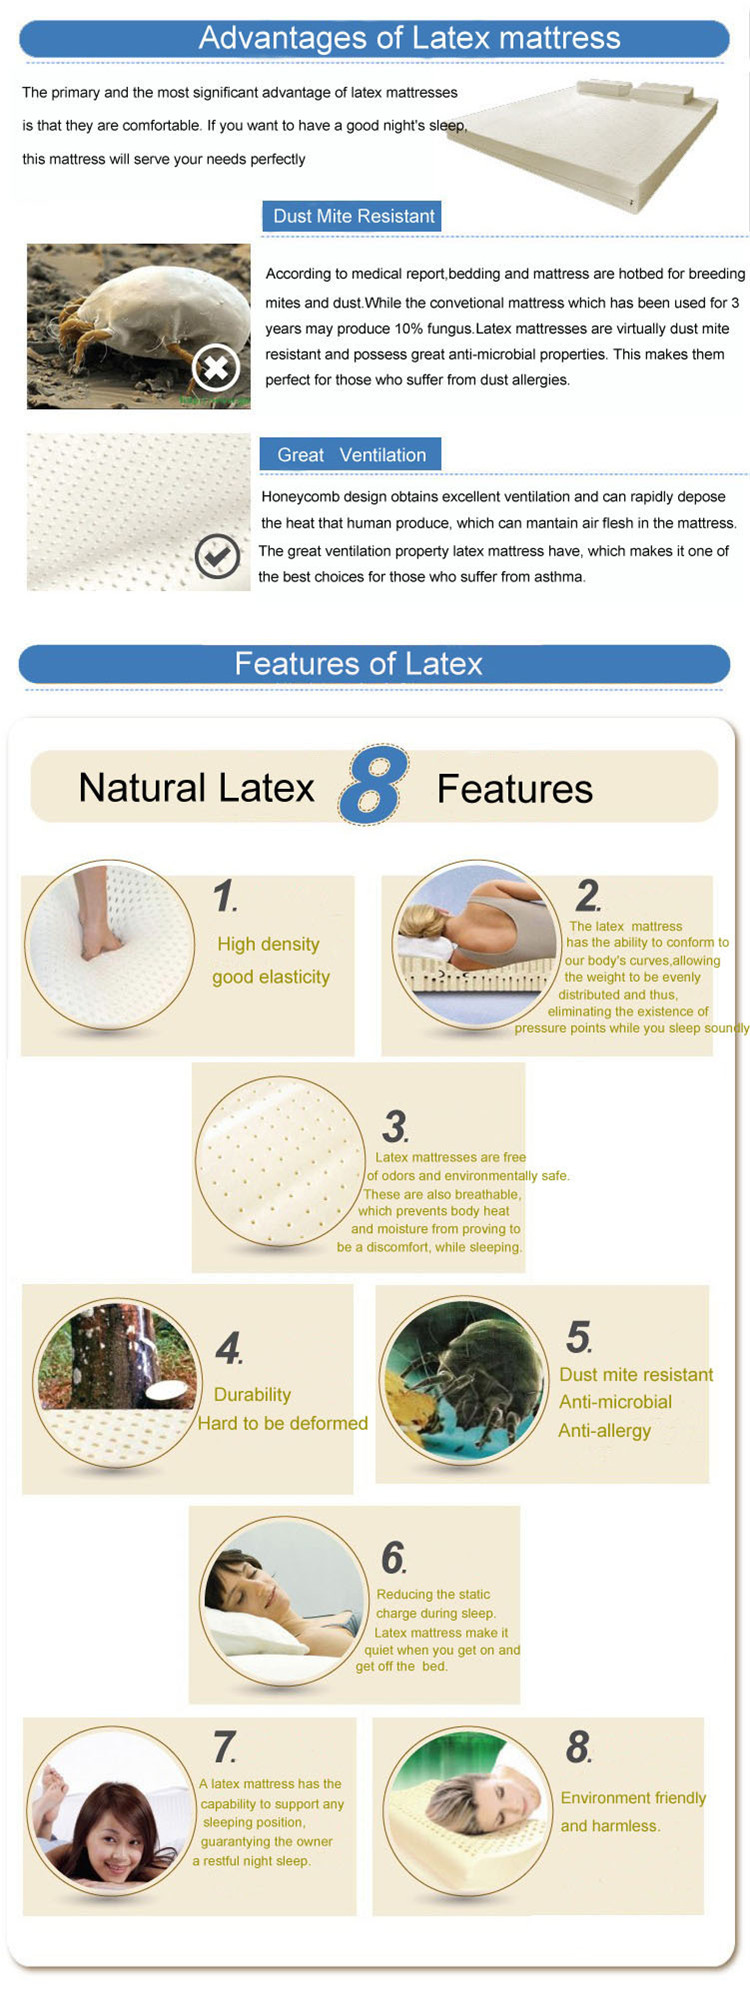 Advantages of Latex mattress
The primary and the most significant advantage of latex mattresses
is that they are comfortable. If you want to have a good night's sleep,
this mattress will serve your needs perfectly
Dust Mite Resistant
According to medical report,bedding and mattress are hotbed for breeding
mites and dust.While the convetional mattress which has been used for 3
years may produce 10% fungus.Latex mattresses are virtually dust mite
resistant and possess great anti-microbial properties. This makes them
perfect for those who suffer from dust allergies.
Great Ventilation
Honeycomb design obtains excellent ventilation and can rapidly depose
the heat that human produce, which can mantain air flesh in the mattress.
The great ventilation property latex mattress have, which makes it one of
the best choices for those who suffer from asthma.
Features of Latex
Natural Latex 8 Features
1.
High density
good elasticity
2.
The latex mattress
has the ability to conform to
our body's curves,allowing
the weight to be evenly
distributed and thus,
eliminating the existence of
pressure points while you sleep soundly
3.
Latex mattresses are free
of odors and environmentally safe.
These are also breathable,
which prevents body heat
and moisture from proving to
be a discomfort, while sleeping.
4.
Durability
Hard to be deformed
5.
Dust mite resistant
Anti-microbial
Anti-allergy
6.
Reducing the static
charge during sleep.
Latex mattress make it
quiet when you get on and
get off the bed.
7.
A latex mattress has the
capability to support any
sleeping position,
guarantying the owner
a restful night sleep.
8.
Environment friendly
and harmless.